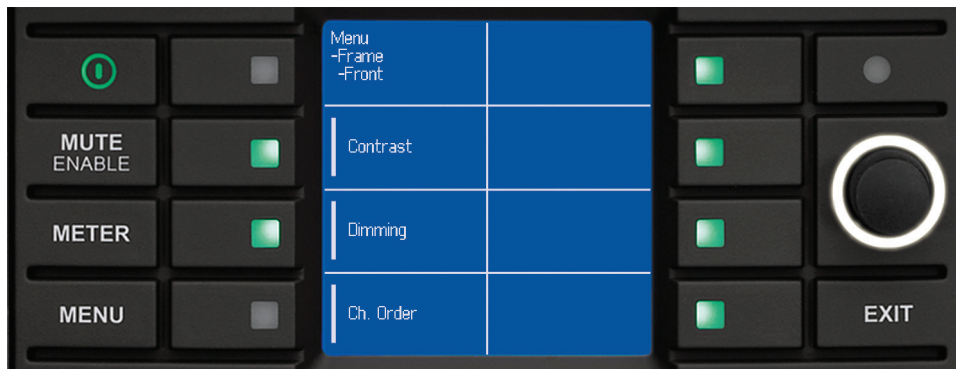 Menu
-Frame
-Front
MUTE
ENABLE
Contrast
METER
Dimming
MENU
Ch. Order
EXIT